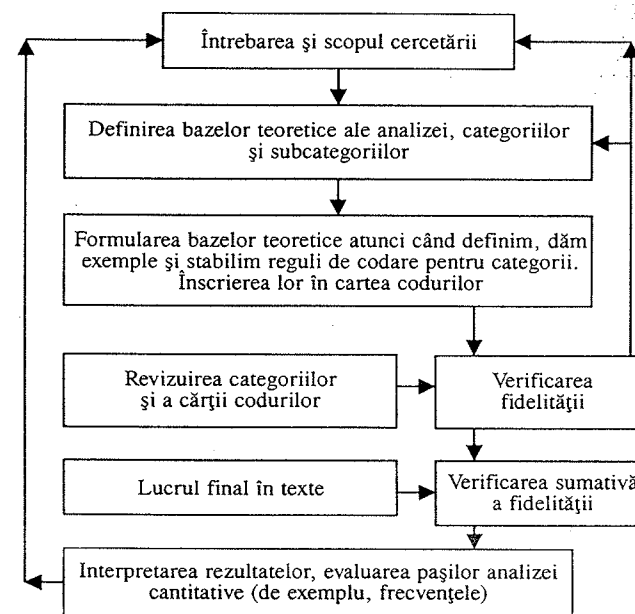 Întrebarea şi scopul cercetării
Definirea bazelor teoretice ale analizei, categoriilor
şi subcategoriilor
Formularea bazelor teoretice atunci când definim, dăm
exemple şi stabilim reguli de codare pentru categorii.
Înscrierea lor în cartea codurilor
Revizuirea categoriilor
şi a cărţii codurilor
Verificarea
fidelităţii
Lucrul final în texte
Verificarea sumativă
a fidelităţii
Interpretarea rezultatelor, evaluarea paşilor analizei
cantitative (de exemplu, frecvenţele)